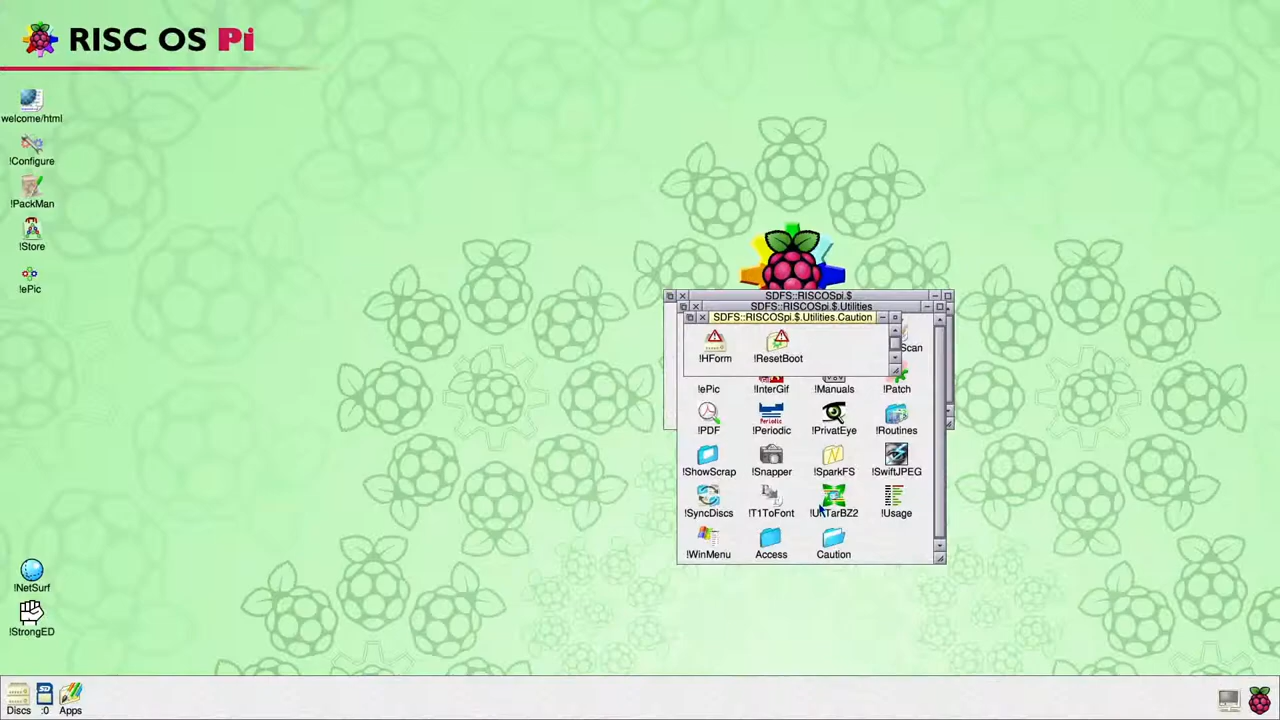 RISC OS Pi
welcome/html
!Configure
!PackMan
!Store
!ePic
SDFS::RISCOSpi.$
SDFS::RISCOSpi.$.Utilities
SDFS::RISCOSpi.$.Utilities.Caution
!HForm
!ResetBoot
Scan
!ePic
!InterGif
!Manuals
!Patch
!PDF
!Periodic
!PrivatEye
!Routines
!ShowScrap
!Snapper
!SparkFS
!SwiftJPEG
!SyncDiscs
!T1ToFont
!UnTarBZ2
!Usage
!WinMenu
Access
Caution
!NetSurf
!StrongED
Discs
:0
Apps